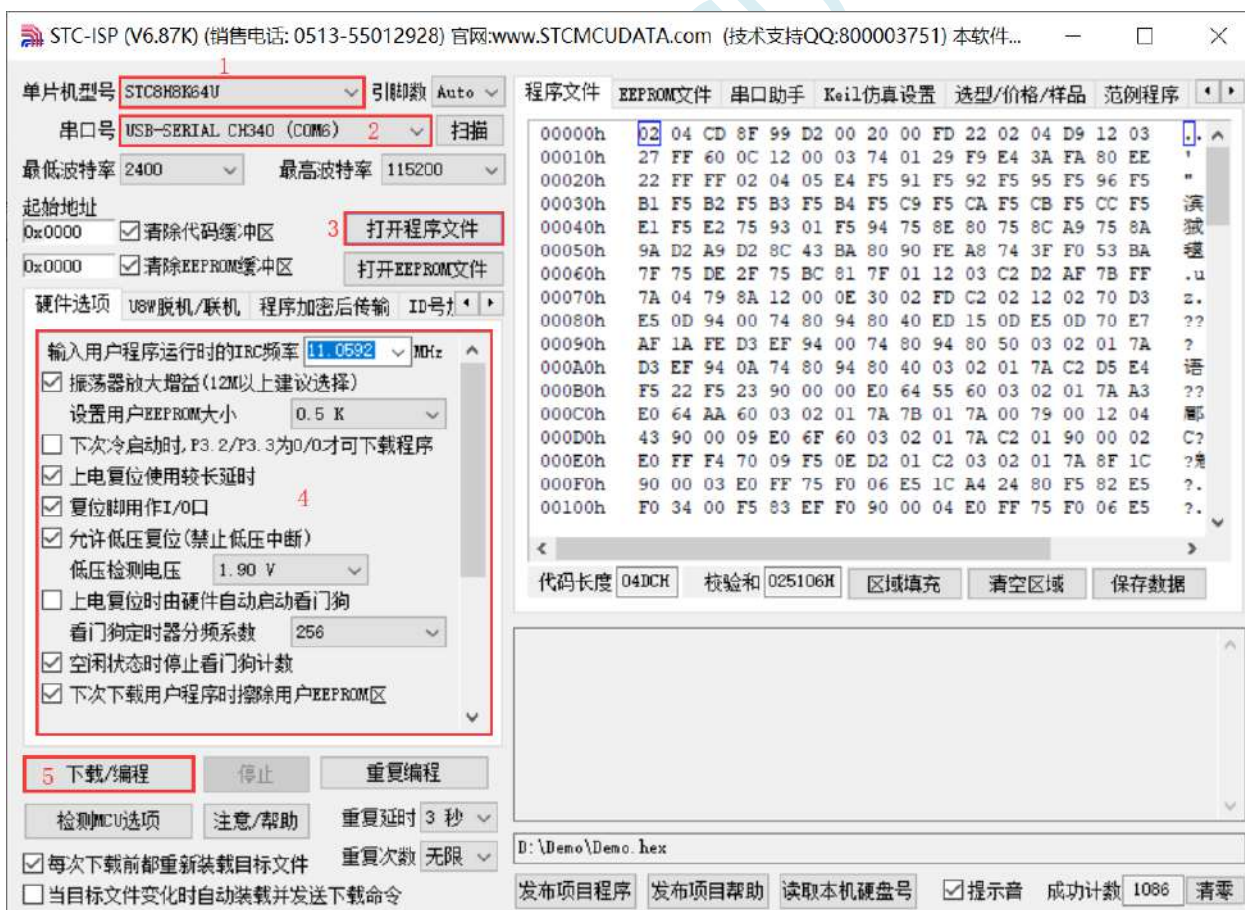 STC-ISP (V6.87K) (销售电话: 0513-55012928) 官网:www.STCMCUDATA.com (技术支持QQ:800003751) 本软件...
1
单片机型号 STC8H8K64U 引脚数 Auto
串口号 USB-SERIAL CH340 (COM6) 2 扫描
最低波特率 2400 最高波特率 115200
起始地址
0x0000 清除代码缓冲区 3 打开程序文件
0x0000 清除EEPROM缓冲区 打开EEPROM文件
硬件选项 U8W脱机/联机 程序加密后传输 ID号
输入用户程序运行时的IRC频率 11.0592 MHz
振荡器放大增益(12M以上建议选择)
设置用户EEPROM大小 0.5 K
下次冷启动时,P3.2/P3.3为0/0才可下载程序
上电复位使用较长延时
4
复位脚用作I/O口
允许低压复位(禁止低压中断)
低压检测电压 1.90 V
上电复位时由硬件自动启动看门狗
看门狗定时器分频系数 256
空闲状态时停止看门狗计数
下次下载用户程序时擦除用户EEPROM区
5 下载/编程 停止 重复编程
检测MCU选项 注意/帮助 重复延时 3 秒
每次下载前都重新装载目标文件 重复次数 无限
当目标文件变化时自动装载并发送下载命令
程序文件 EEPROM文件 串口助手 Keil仿真设置 选型/价格/样品 范例程序
00000h 02 04 CD 8F 99 D2 00 20 00 FD 22 02 04 D9 12 03 ..
00010h 27 FF 60 0C 12 00 03 74 01 29 F9 E4 3A FA 80 EE '
00020h 22 FF FF 02 04 05 E4 F5 91 F5 92 F5 95 F5 96 F5 "
00030h B1 F5 B2 F5 B3 F5 B4 F5 C9 F5 CA F5 CB F5 CC F5
00040h E1 F5 E2 75 93 01 F5 94 75 8E 80 75 8C A9 75 8A
00050h 9A D2 A9 D2 8C 43 BA 80 90 FE A8 74 3F F0 53 BA
00060h 7F 75 DE 2F 75 BC 81 7F 01 12 03 C2 D2 AF 7B FF .u
00070h 7A 04 79 8A 12 00 0E 30 02 FD C2 02 12 02 70 D3 z.
00080h E5 0D 94 00 74 80 94 80 40 ED 15 0D E5 0D 70 E7 ??
00090h AF 1A FE D3 EF 94 00 74 80 94 80 50 03 02 01 7A ?
000A0h D3 EF 94 0A 74 80 94 80 40 03 02 01 7A C2 D5 E4 语
000B0h F5 22 F5 23 90 00 00 E0 64 55 60 03 02 01 7A A3 ??
000C0h E0 64 AA 60 03 02 01 7A 7B 01 7A 00 79 00 12 04
000D0h 43 90 00 09 E0 6F 60 03 02 01 7A C2 01 90 00 02 C?
000E0h E0 FF F4 70 09 F5 0E D2 01 C2 03 02 01 7A 8F 1C
000F0h 90 00 03 E0 FF 75 F0 06 E5 1C A4 24 80 F5 82 E5 ?.
00100h F0 34 00 F5 83 EF F0 90 00 04 E0 FF 75 F0 06 E5 ?.
代码长度 04DCH 校验和 025106H 区域填充 清空区域 保存数据
D:\Demo\Demo.hex
发布项目程序 发布项目帮助 读取本机硬盘号 提示音 成功计数 1086 清零